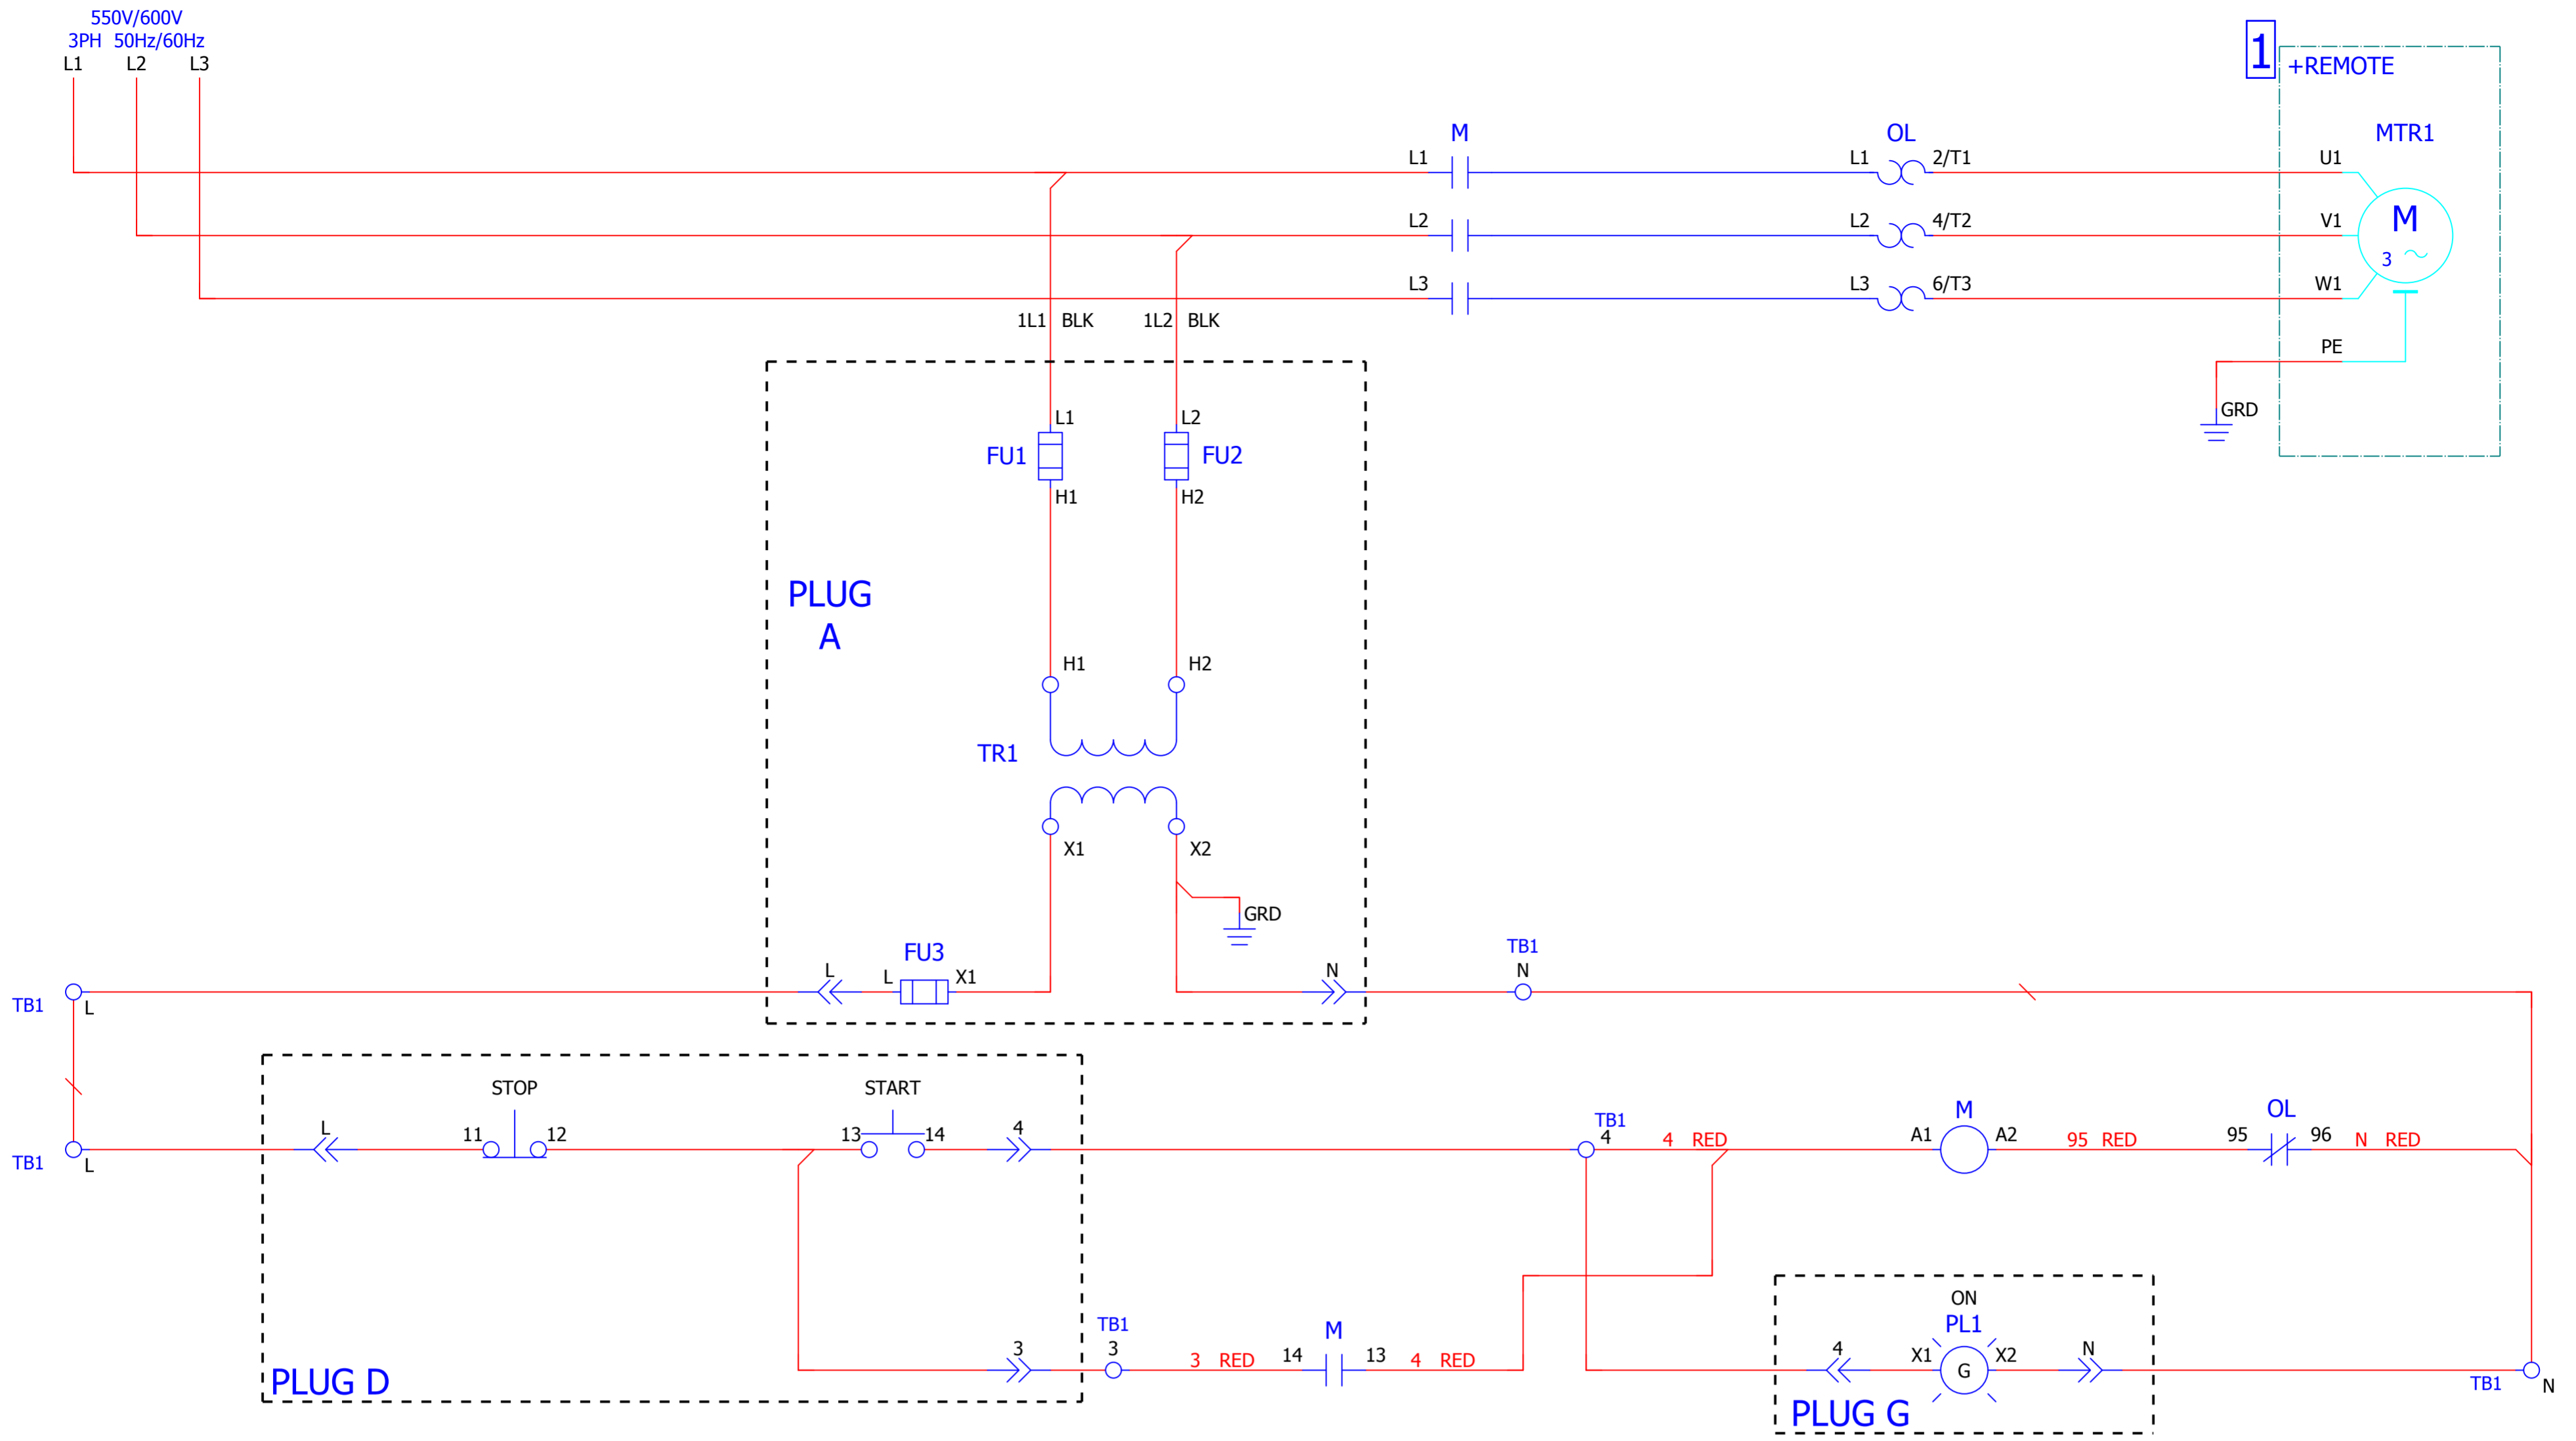 550V/600V
3PH 50Hz/60Hz
L1 L2 L3
1
+REMOTE
M OL MTR1
L1 L1 2/T1 U1
L2 L2 4/T2 V1
M
3
L3 L3 6/T3 W1
1L1 BLK 1L2 BLK
PE
GRD
L1 L2
FU1 FU2
H1 H2
PLUG
A
H1 H2
TR1
X1 X2
GRD
FU3
L L X1 N
TB1
N
TB1 L
STOP START
L 11 12 13 14 4
TB1 L
TB1
4 4 RED
M
A1 A2 95 RED
OL
95 96 N RED
3
TB1
3
3 RED 14
M
13 4 RED
PLUG D
ON
PL1
4 X1 G X2 N
PLUG G
TB1 N